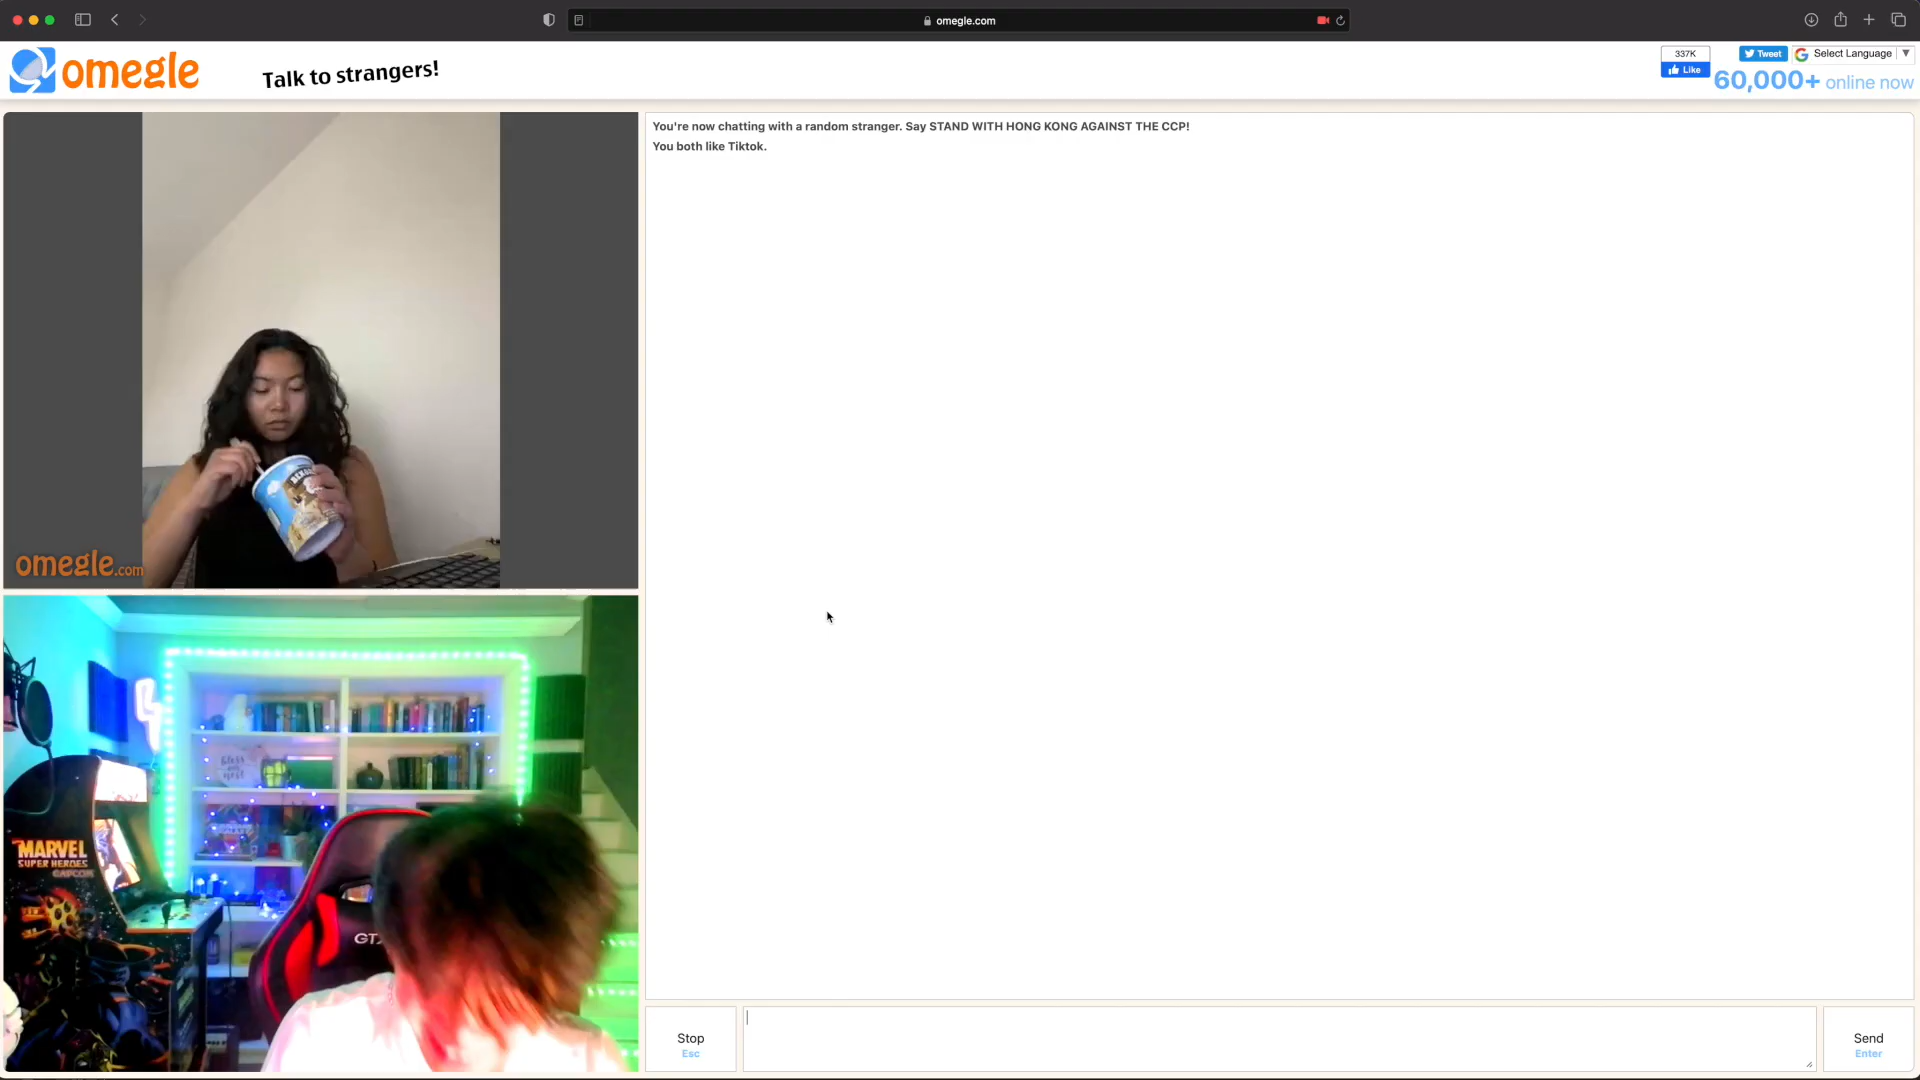 omegle.com
omegle
Talk to strangers!
337K
Like
Tweet
Select Language
60,000+ online now
You're now chatting with a random stranger. Say STAND WITH HONG KONG AGAINST THE CCP!
You both like Tiktok.
omegle.com
MARVEL
SUPER HEROES
CAPCOM
Stop
Esc
Send
Enter